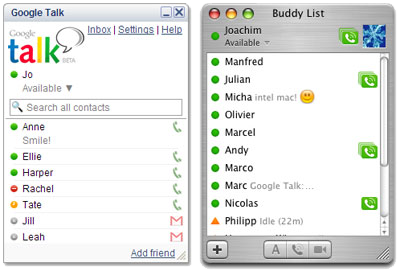 Google Talk
Inbox | Settings | Help
Google
talk
BETA
Jo
Available
Search all contacts
Anne
Smile!
Ellie
Harper
Rachel
Tate
Jill
Leah
Add friend
Buddy List
Joachim
Available
Manfred
Julian
Micha intel mac!
Olivier
Marcel
Andy
Marco
Marc Google Talk:...
Nicolas
Philipp Idle (22m)
A